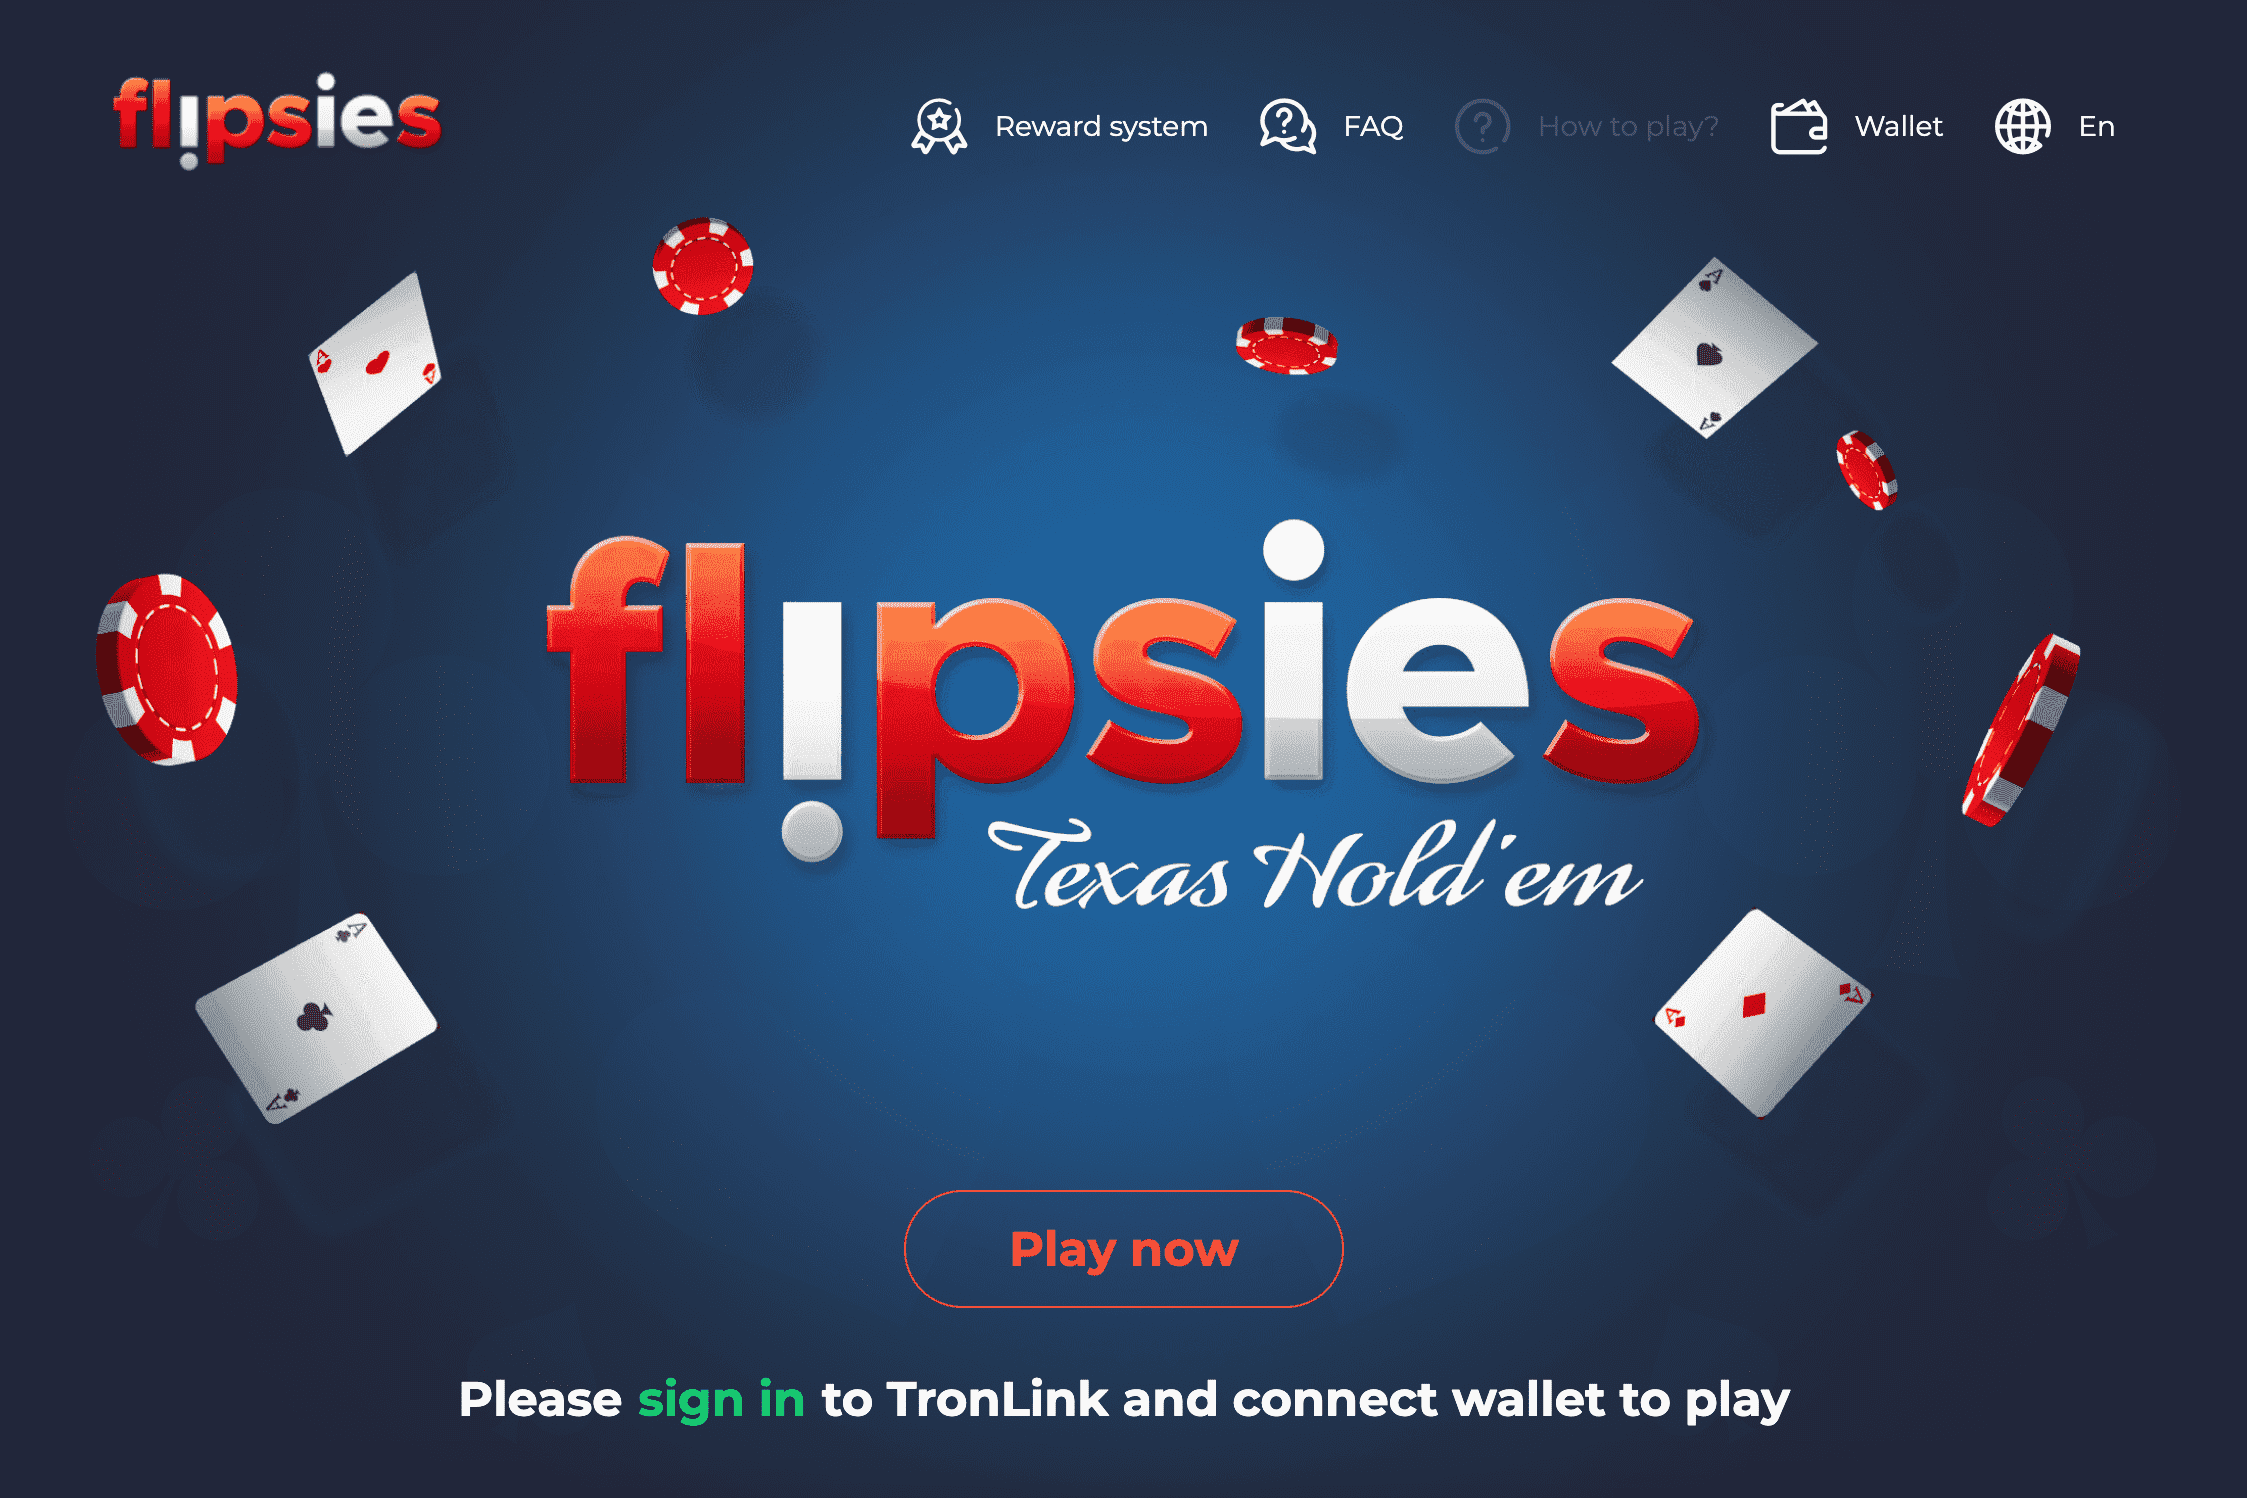 flipsies
Reward system FAQ How to play? Wallet En
A
A
A
A
flipsies
Texas Hold'em
A
A
A
A
Play now
Please sign in to TronLink and connect wallet to play